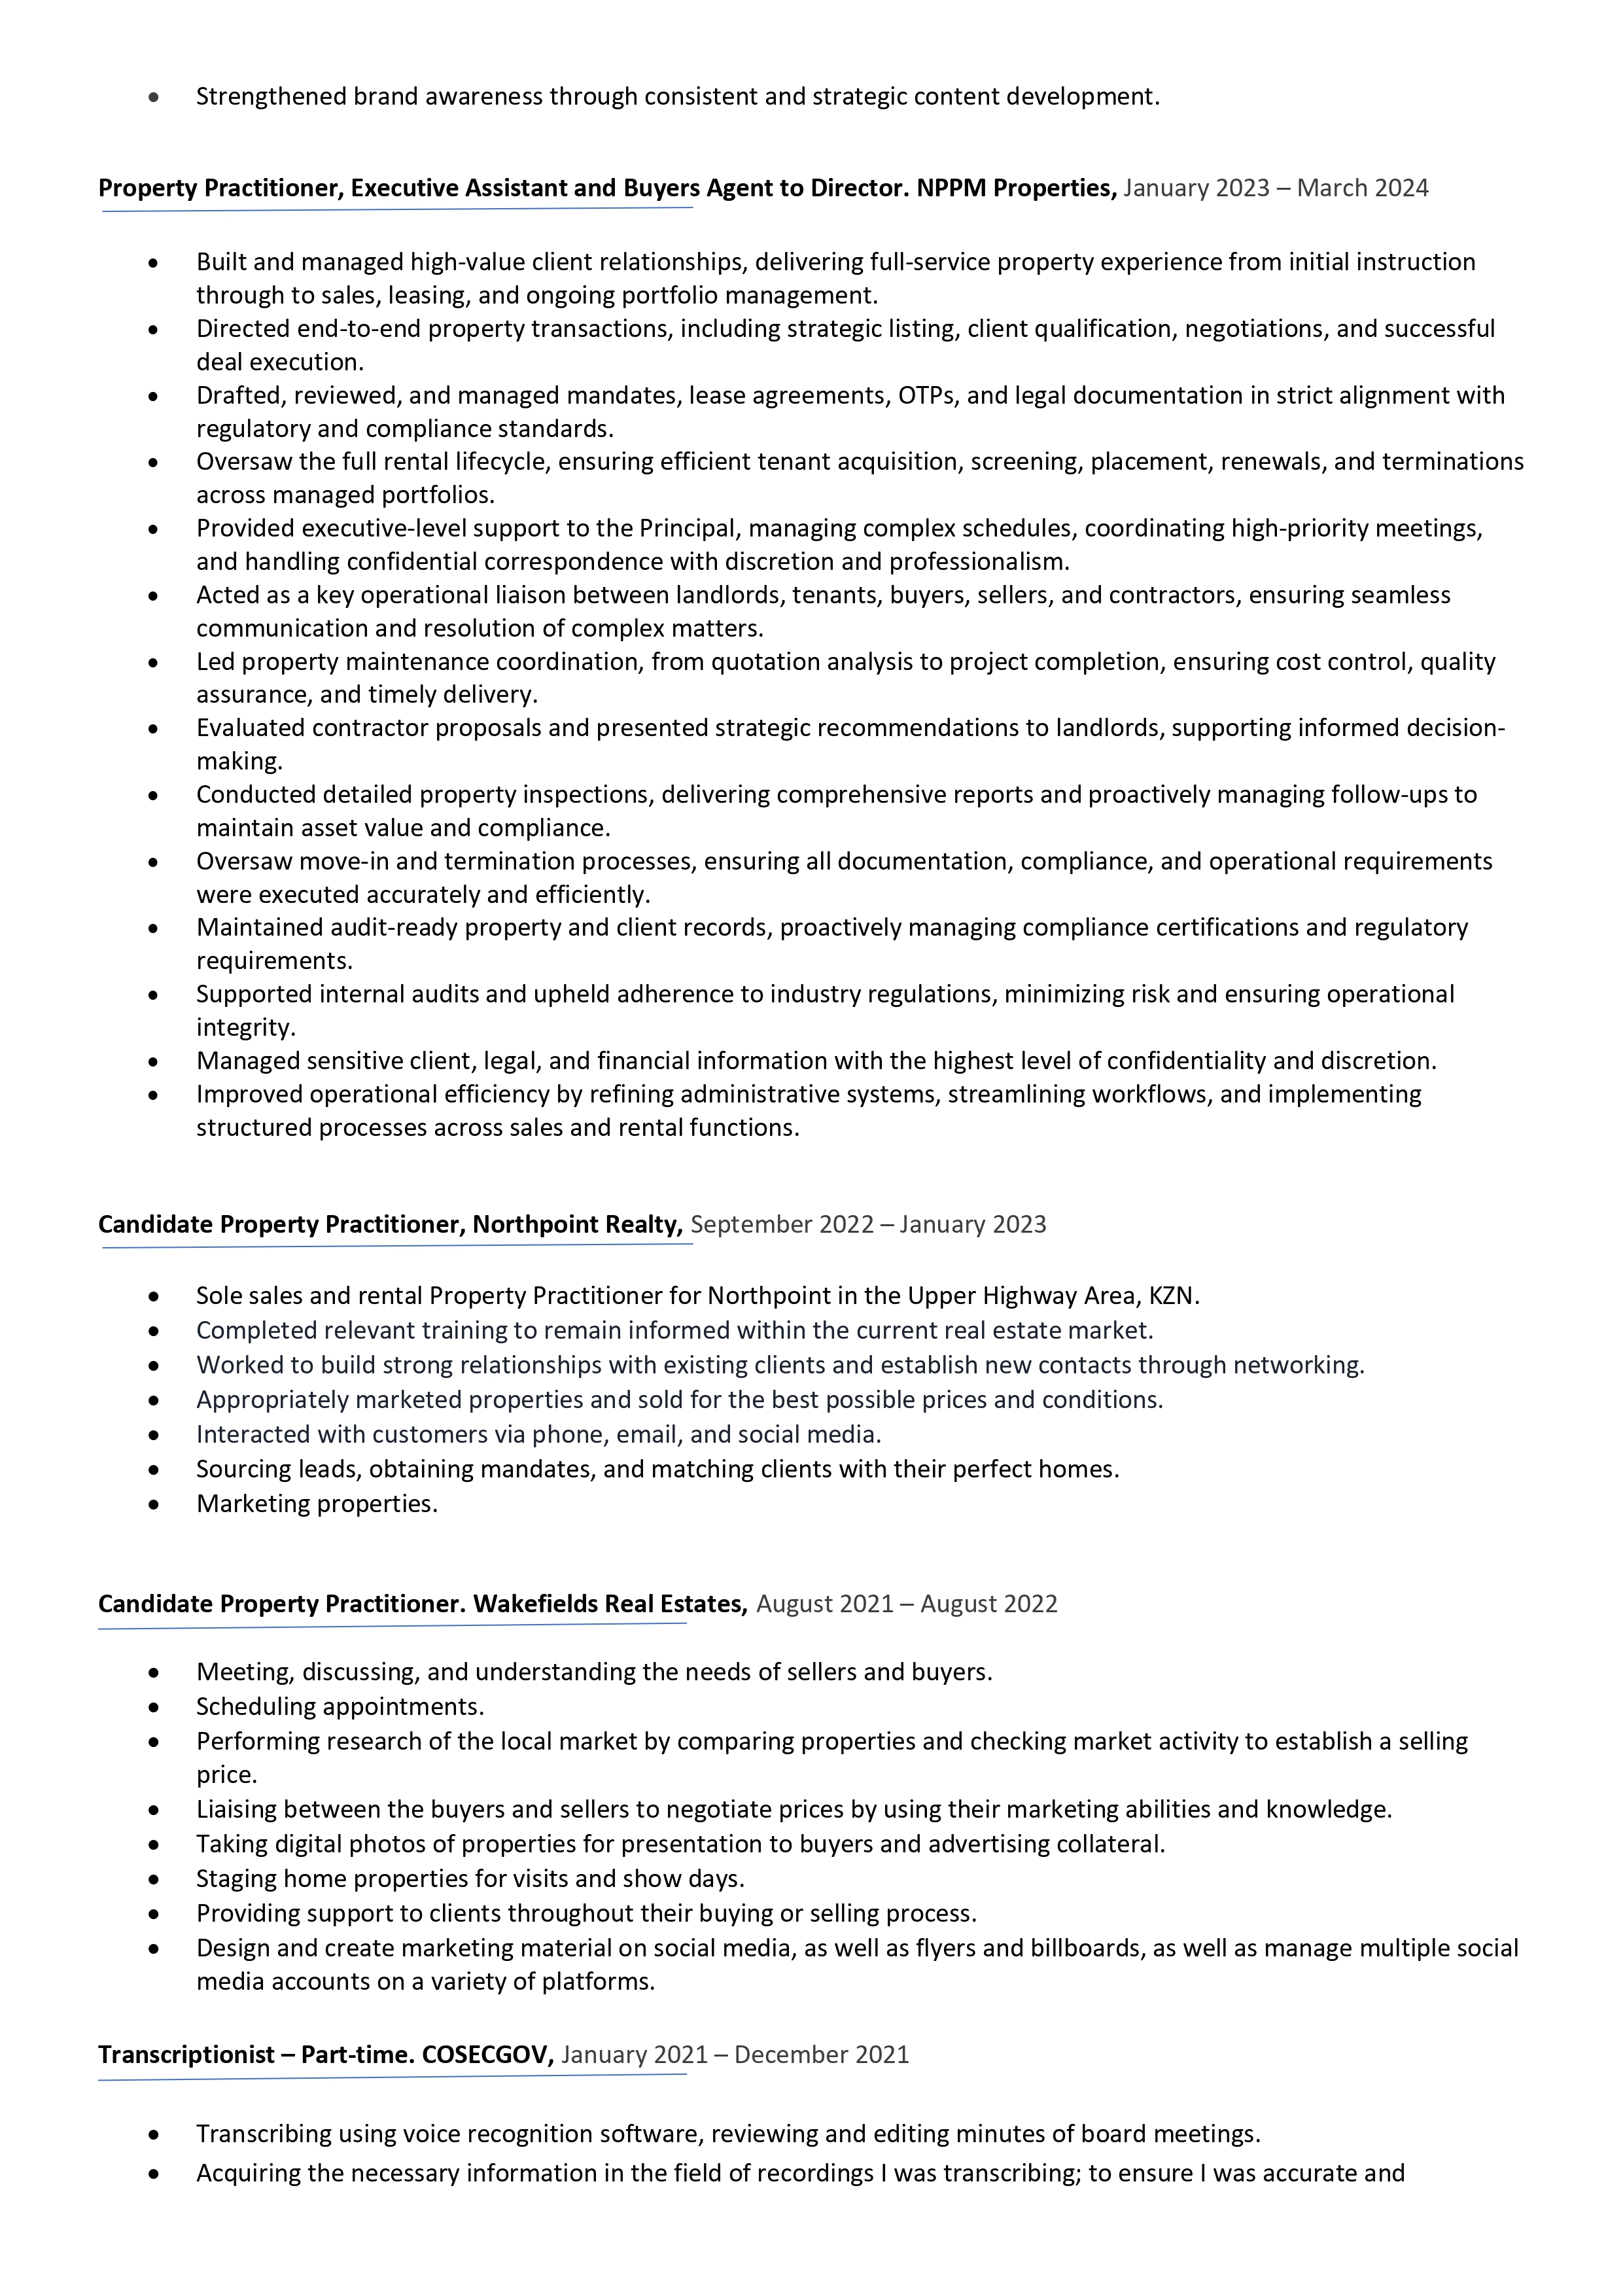 • Strengthened brand awareness through consistent and strategic content development.
Property Practitioner, Executive Assistant and Buyers Agent to Director. NPPM Properties, January 2023 – March 2024
• Built and managed high-value client relationships, delivering full-service property experience from initial instruction
through to sales, leasing, and ongoing portfolio management.
• Directed end-to-end property transactions, including strategic listing, client qualification, negotiations, and successful
deal execution.
• Drafted, reviewed, and managed mandates, lease agreements, OTPs, and legal documentation in strict alignment with
regulatory and compliance standards.
• Oversaw the full rental lifecycle, ensuring efficient tenant acquisition, screening, placement, renewals, and terminations
across managed portfolios.
• Provided executive-level support to the Principal, managing complex schedules, coordinating high-priority meetings,
and handling confidential correspondence with discretion and professionalism.
• Acted as a key operational liaison between landlords, tenants, buyers, sellers, and contractors, ensuring seamless
communication and resolution of complex matters.
• Led property maintenance coordination, from quotation analysis to project completion, ensuring cost control, quality
assurance, and timely delivery.
• Evaluated contractor proposals and presented strategic recommendations to landlords, supporting informed decision-
making.
• Conducted detailed property inspections, delivering comprehensive reports and proactively managing follow-ups to
maintain asset value and compliance.
• Oversaw move-in and termination processes, ensuring all documentation, compliance, and operational requirements
were executed accurately and efficiently.
• Maintained audit-ready property and client records, proactively managing compliance certifications and regulatory
requirements.
• Supported internal audits and upheld adherence to industry regulations, minimizing risk and ensuring operational
integrity.
• Managed sensitive client, legal, and financial information with the highest level of confidentiality and discretion.
• Improved operational efficiency by refining administrative systems, streamlining workflows, and implementing
structured processes across sales and rental functions.
Candidate Property Practitioner, Northpoint Realty, September 2022 – January 2023
• Sole sales and rental Property Practitioner for Northpoint in the Upper Highway Area, KZN.
• Completed relevant training to remain informed within the current real estate market.
• Worked to build strong relationships with existing clients and establish new contacts through networking.
• Appropriately marketed properties and sold for the best possible prices and conditions.
• Interacted with customers via phone, email, and social media.
• Sourcing leads, obtaining mandates, and matching clients with their perfect homes.
• Marketing properties.
Candidate Property Practitioner. Wakefields Real Estates, August 2021 – August 2022
• Meeting, discussing, and understanding the needs of sellers and buyers.
• Scheduling appointments.
• Performing research of the local market by comparing properties and checking market activity to establish a selling
price.
• Liaising between the buyers and sellers to negotiate prices by using their marketing abilities and knowledge.
• Taking digital photos of properties for presentation to buyers and advertising collateral.
• Staging home properties for visits and show days.
• Providing support to clients throughout their buying or selling process.
• Design and create marketing material on social media, as well as flyers and billboards, as well as manage multiple social
media accounts on a variety of platforms.
Transcriptionist – Part-time. COSECGOV, January 2021 – December 2021
• Transcribing using voice recognition software, reviewing and editing minutes of board meetings.
• Acquiring the necessary information in the field of recordings I was transcribing; to ensure I was accurate and